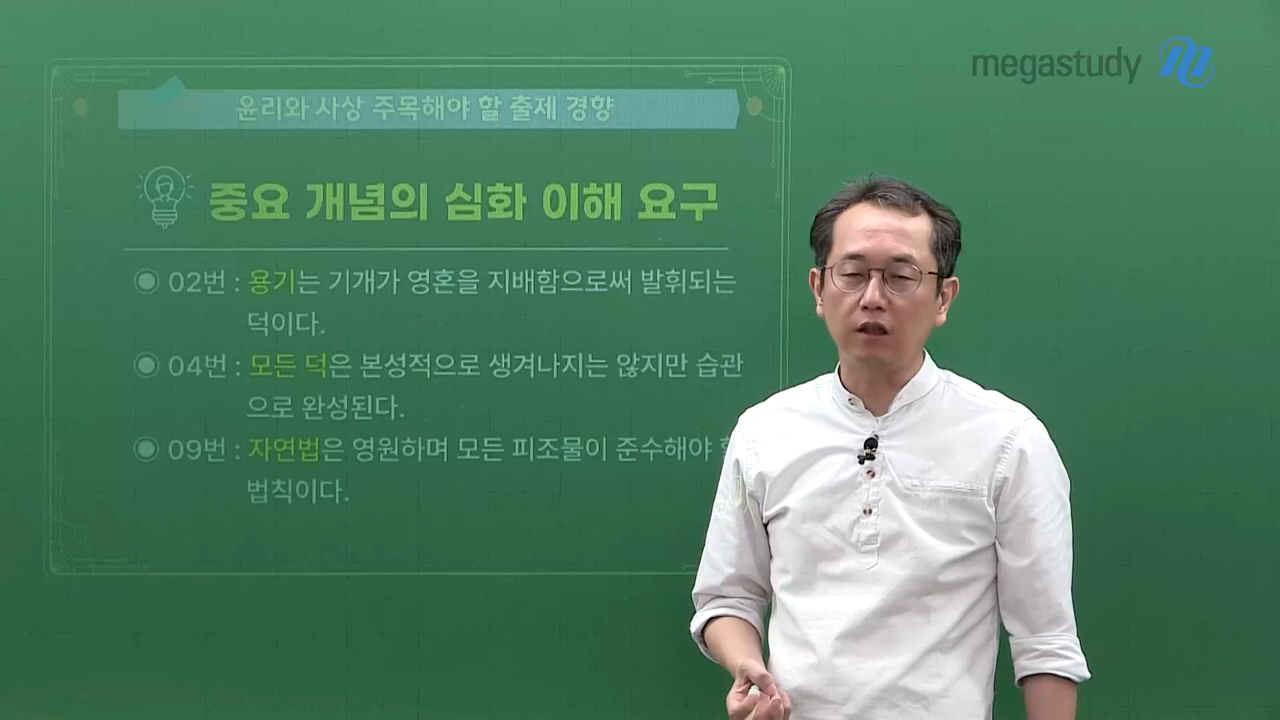 megastudy
윤리와 사상 주목해야 할 출제 경향
중요 개념의 심화 이해 요구
02번 : 용기는 기개가 영혼을 지배함으로써 발휘되는
덕이다.
04번 : 모든 덕은 본성적으로 생겨나지는 않지만 습관
으로 완성된다.
09번 : 자연법은 영원하며 모든 피조물이 준수해야
법칙이다.